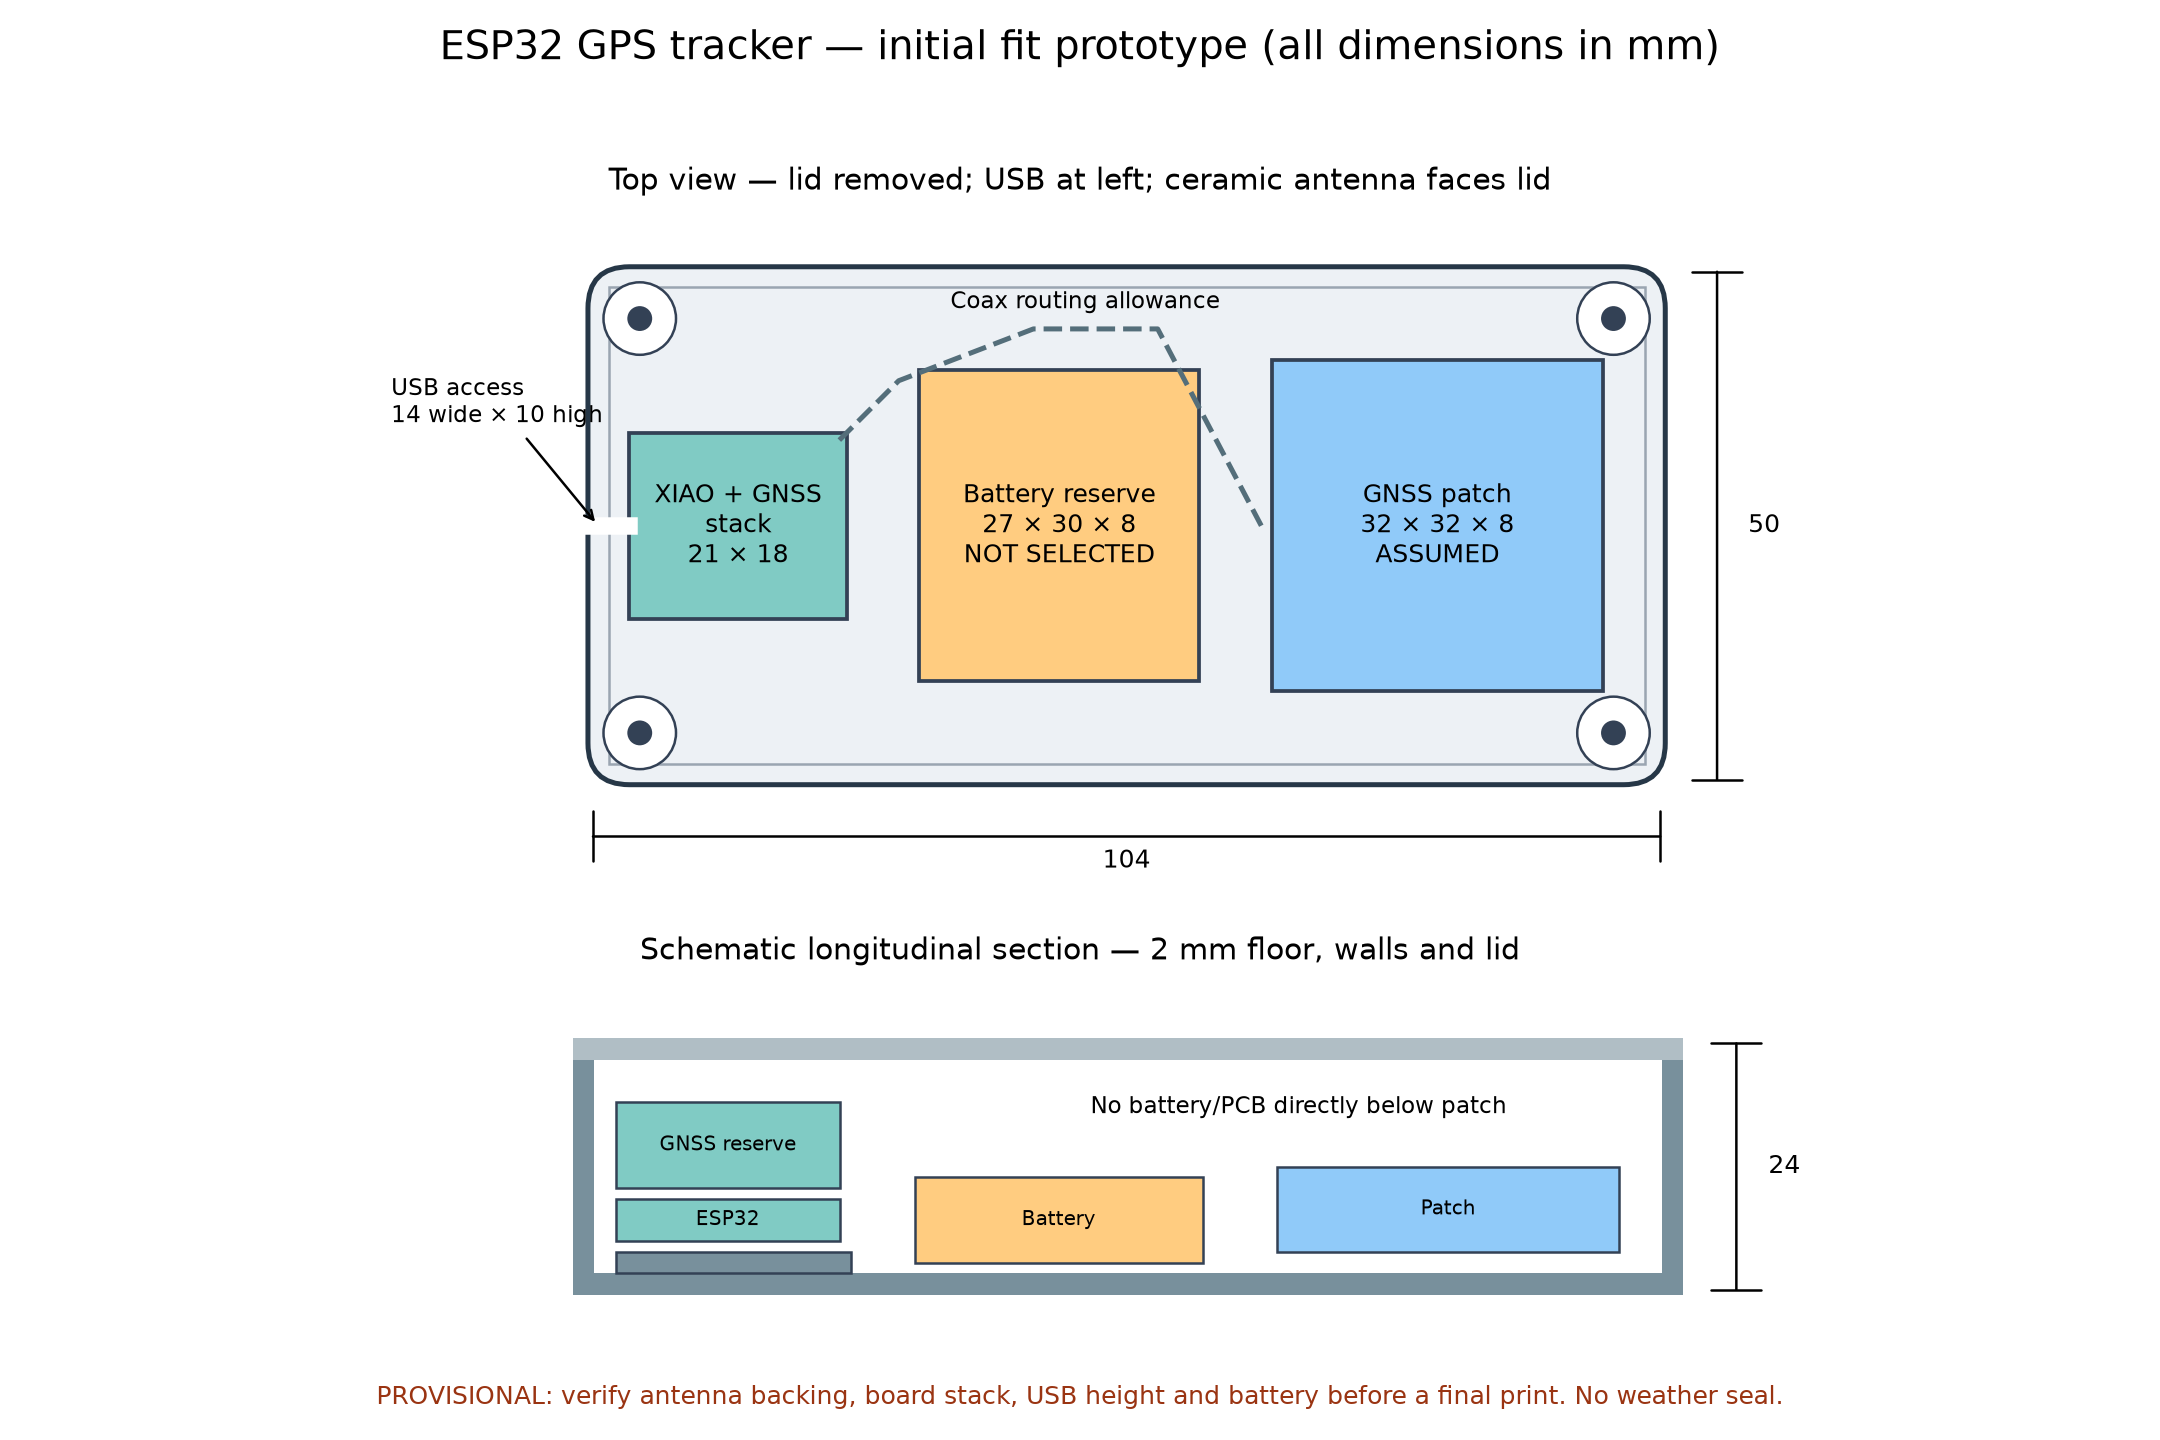 ESP32 GPS tracker — initial fit prototype (all dimensions in mm)
Top view — lid removed; USB at left; ceramic antenna faces lid
Coax routing allowance
USB access
14 wide × 10 high
XIAO + GNSS
stack
21 × 18
Battery reserve
27 × 30 × 8
NOT SELECTED
GNSS patch
32 × 32 × 8
ASSUMED
50
104
Schematic longitudinal section — 2 mm floor, walls and lid
No battery/PCB directly below patch
GNSS reserve
ESP32
Battery
Patch
24
PROVISIONAL: verify antenna backing, board stack, USB height and battery before a final print. No weather seal.